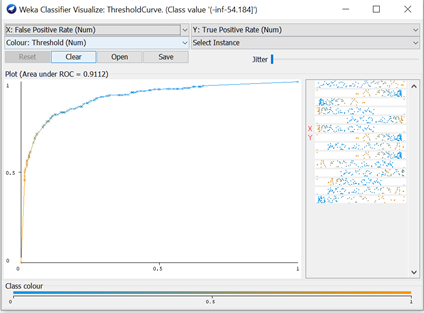 Weka Classifier Visualize: ThresholdCurve. (Class value '(-inf-54.184]')
X: False Positive Rate (Num)
Y: True Positive Rate (Num)
Colour: Threshold (Num)
Select Instance
Reset
Clear
Open
Save
Jitter
Plot (Area under ROC = 0.9112)
1
0.5
0
0
0.5
1
X
Y
Class colour
0
0.5
1